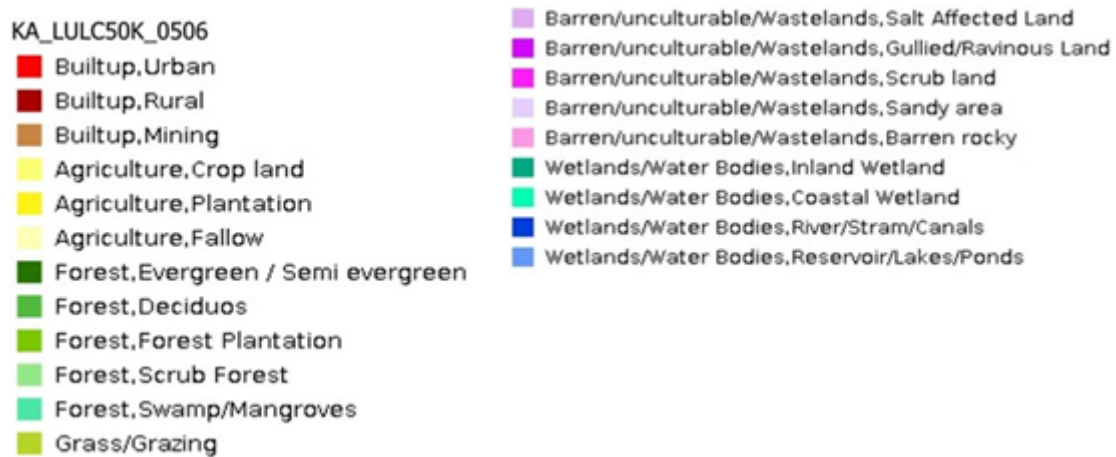 KA_LULC50K_0506
Builtup,Urban
Builtup,Rural
Builtup,Mining
Agriculture,Crop land
Agriculture,Plantation
Agriculture,Fallow
Forest,Evergreen / Semi evergreen
Forest,Deciduos
Forest,Forest Plantation
Forest,Scrub Forest
Forest,Swamp/Mangroves
Grass/Grazing
Barren/unculturable/Wastelands,Salt Affected Land
Barren/unculturable/Wastelands,Gullied/Ravinous Land
Barren/unculturable/Wastelands,Scrub land
Barren/unculturable/Wastelands,Sandy area
Barren/unculturable/Wastelands,Barren rocky
Wetlands/Water Bodies,Inland Wetland
Wetlands/Water Bodies,Coastal Wetland
Wetlands/Water Bodies,River/Stram/Canals
Wetlands/Water Bodies,Reservoir/Lakes/Ponds